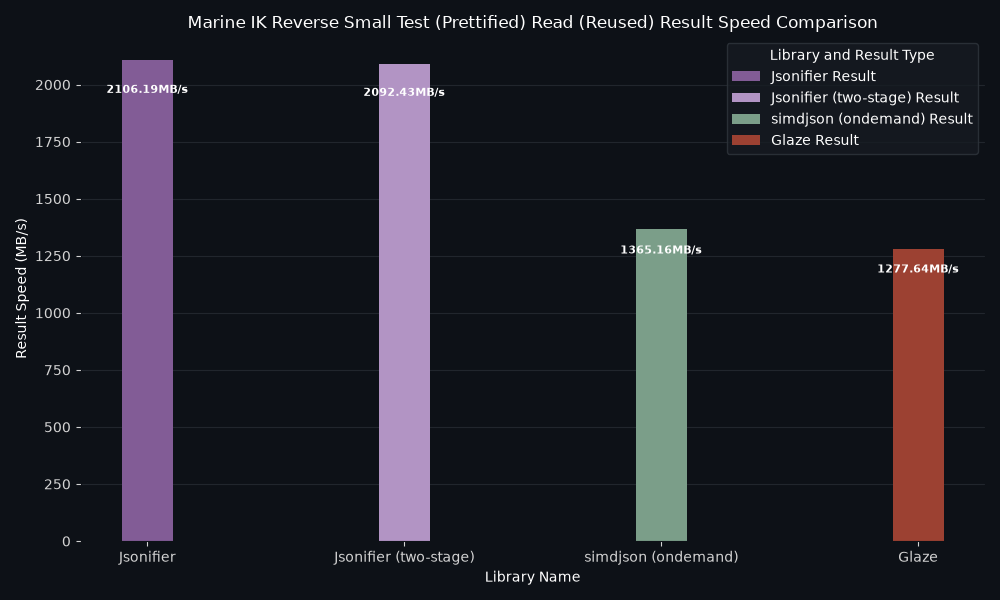 Marine IK Reverse Small Test (Prettified) Read (Reused) Result Speed Comparison
Library and Result Type
Jsonifier Result
Jsonifier (two-stage) Result
simdjson (ondemand) Result
Glaze Result
Result Speed (MB/s)
2000
1750
1500
1250
1000
750
500
250
0
2106.19MB/s
2092.43MB/s
1365.16MB/s
1277.64MB/s
Jsonifier
Jsonifier (two-stage)
simdjson (ondemand)
Glaze
Library Name